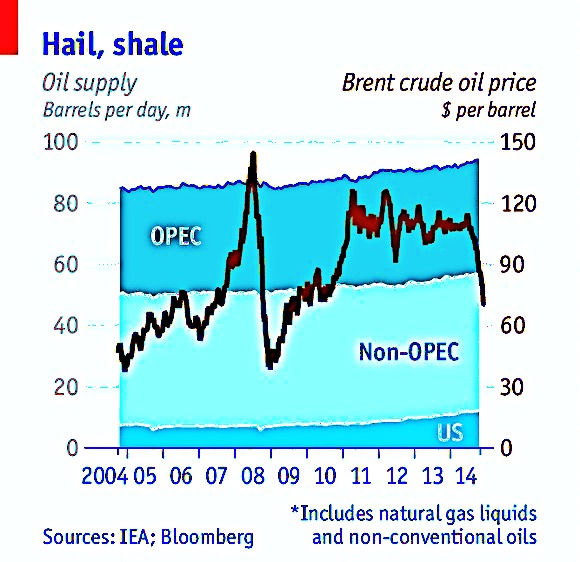 Hail, shale
Oil supply
Barrels per day, m
Brent crude oil price
$ per barrel
100
150
80
120
OPEC
60
90
40
60
Non-OPEC
20
30
US
0
0
2004 05 06 07 08 09 10 11 12 13 14
*Includes natural gas liquids
and non-conventional oils
Sources: IEA; Bloomberg